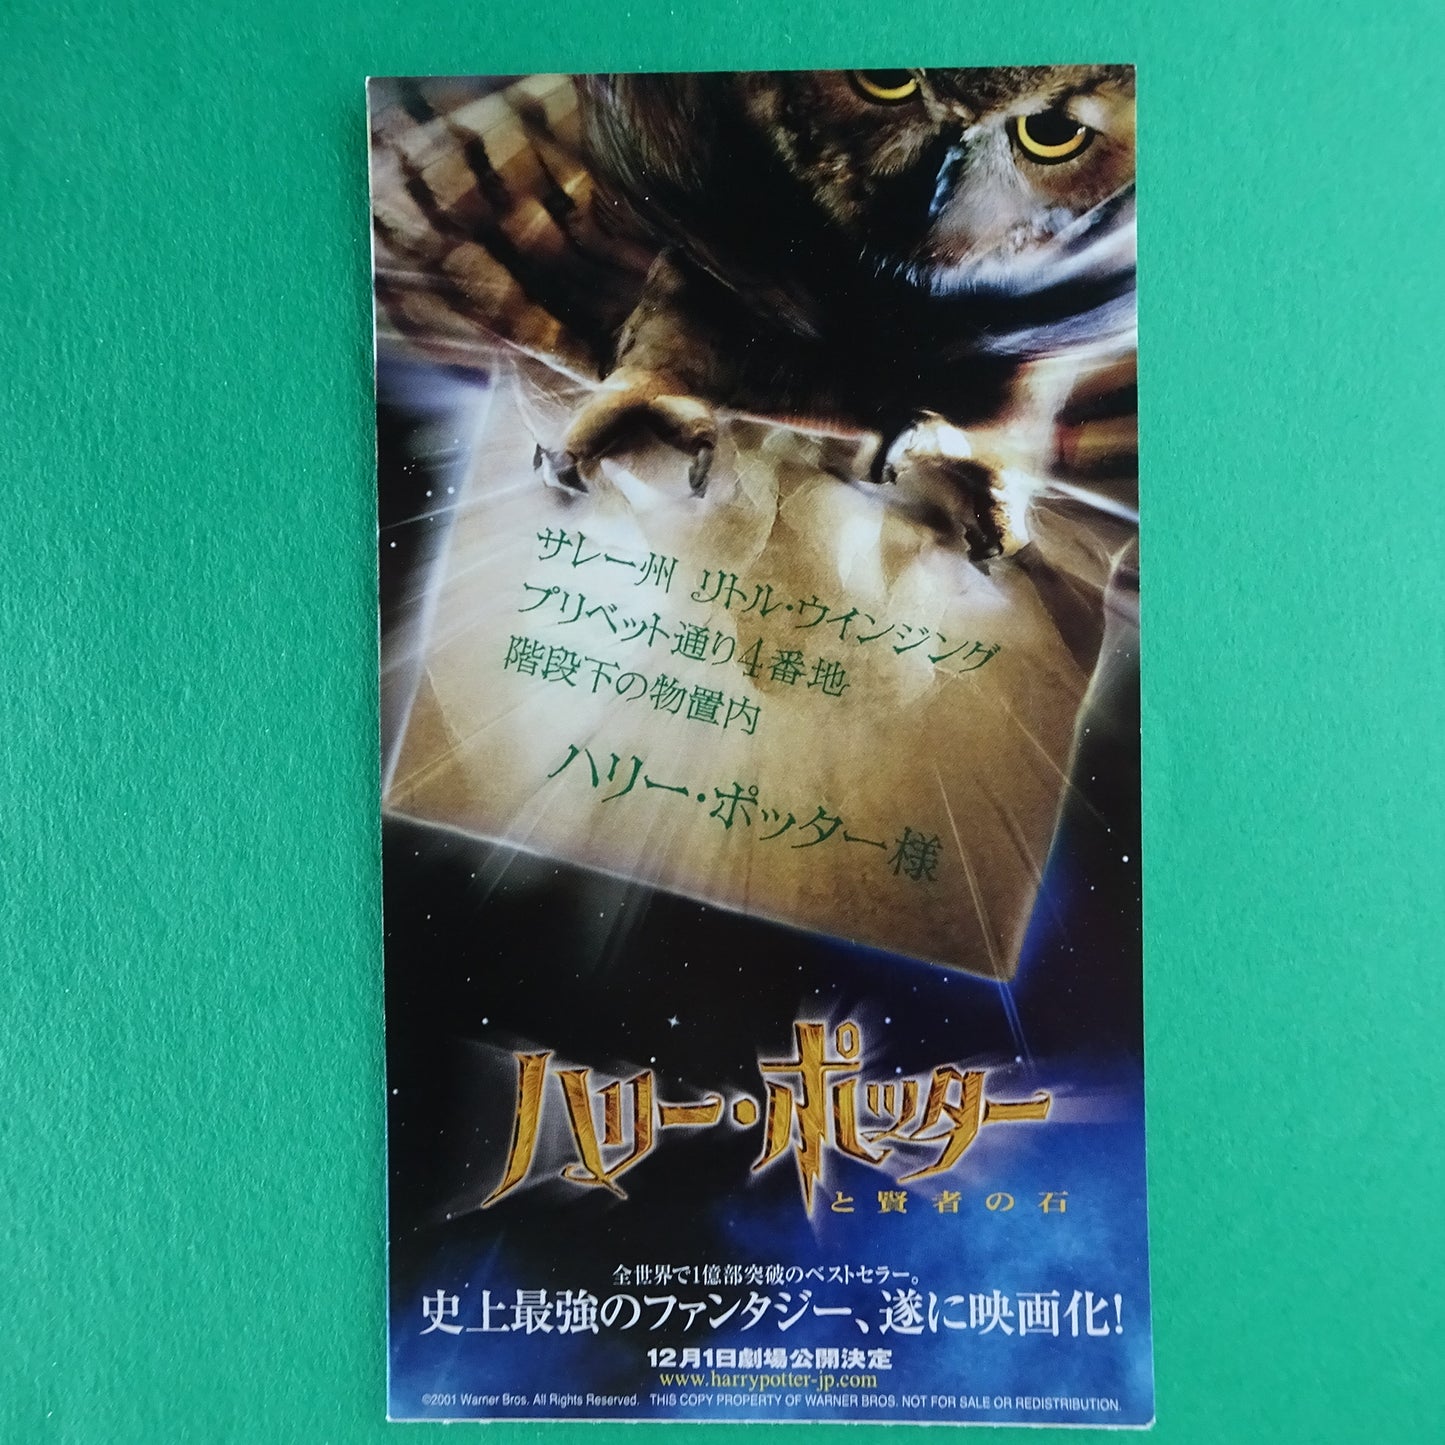 サレー州 リトル・ウインジング
プリベット通り4番地
階段下の物置内
ハリー・ポッター様
ハリー・ポッター
と賢者の石
全世界で1億部突破のベストセラー。
史上最強のファンタジー、遂に映画化!
12月1日劇場公開決定
www.harrypotter-jp.com
©2001 Warner Bros. All Rights Reserved. THIS COPY PROPERTY OF WARNER BROS. NOT FOR SALE OR REDISTRIBUTION.